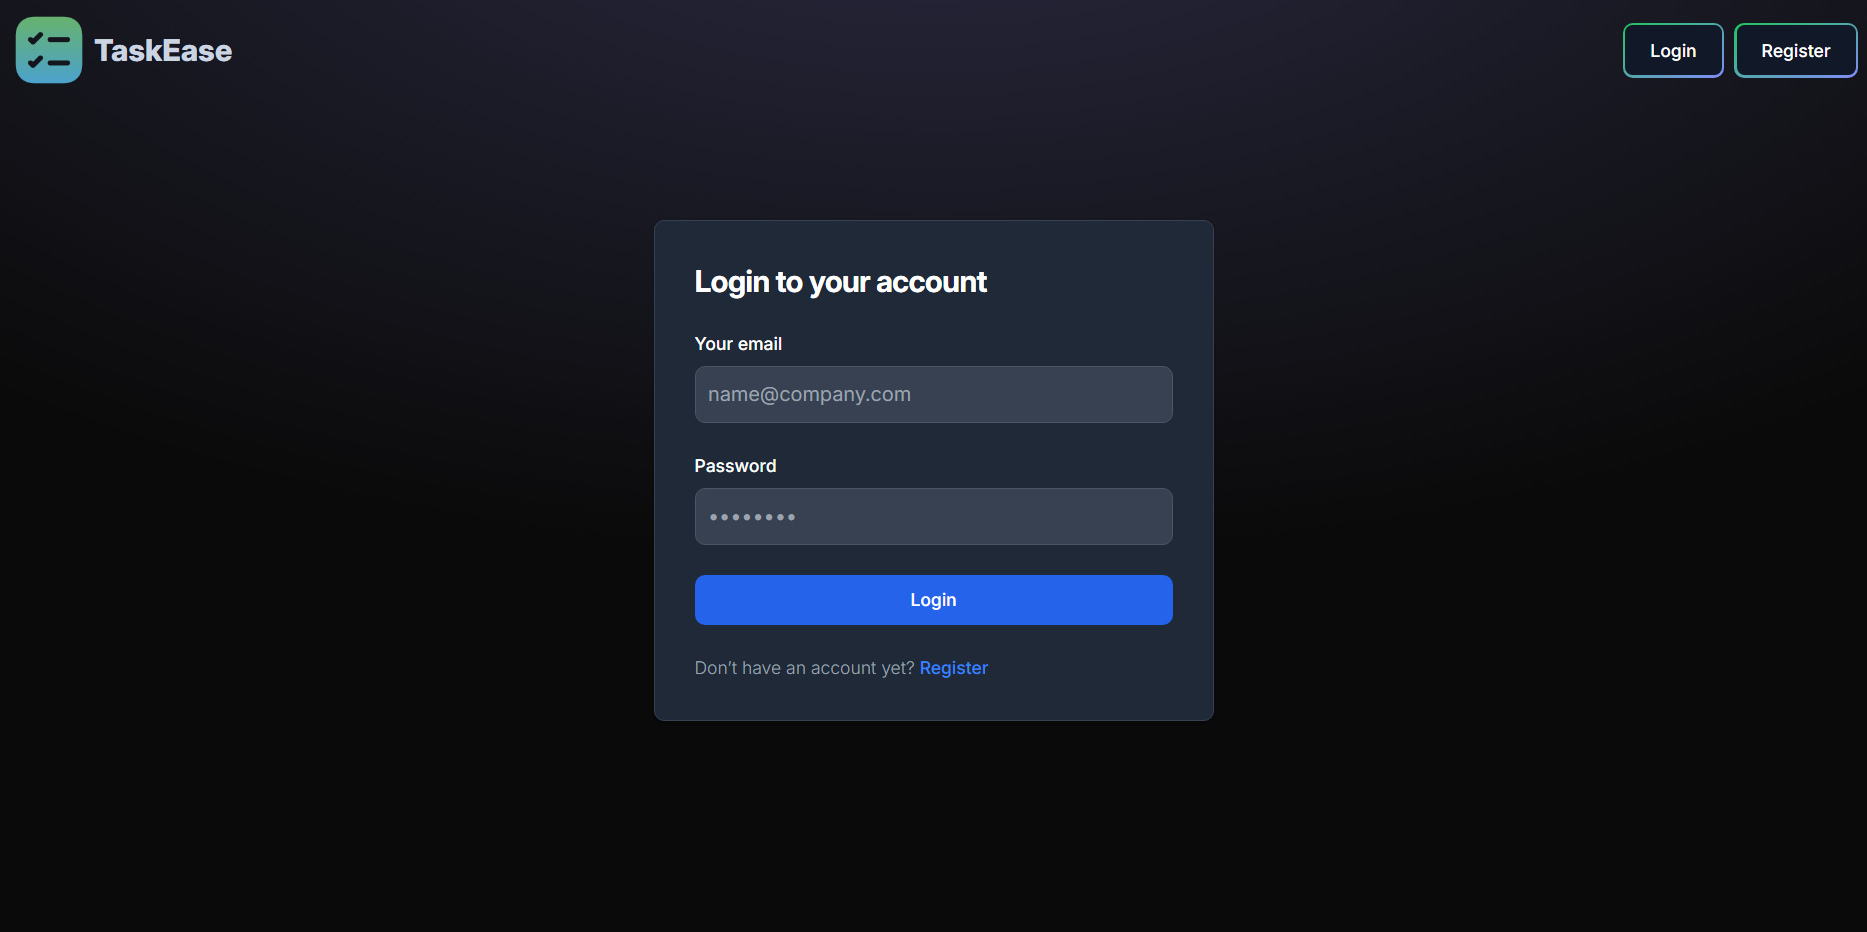 TaskEase
Login
Register
Login to your account
Your email
name@company.com
Password
••••••••
Login
Don't have an account yet? Register